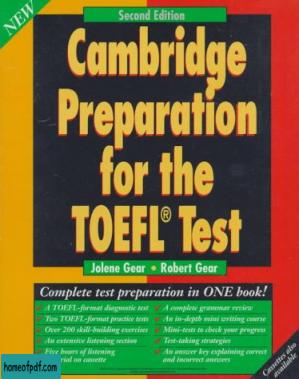 NEW
Second Edition
Cambridge
Preparation
for the
TOEFL® Test
Jolene Gear • Robert Gear
Complete test preparation in ONE book!
A TOEFL-format diagnostic test
Two TOEFL-format practice tests
Over 200 skill-building exercises
An extensive listening section
Five hours of listening
rial on cassette
A complete grammar review
An in-depth mini writing course
Mini-tests to check your progress
Test-taking strategies
An answer key explaining correct
and incorrect answers
Cassettes also
available
homeofpdf.com